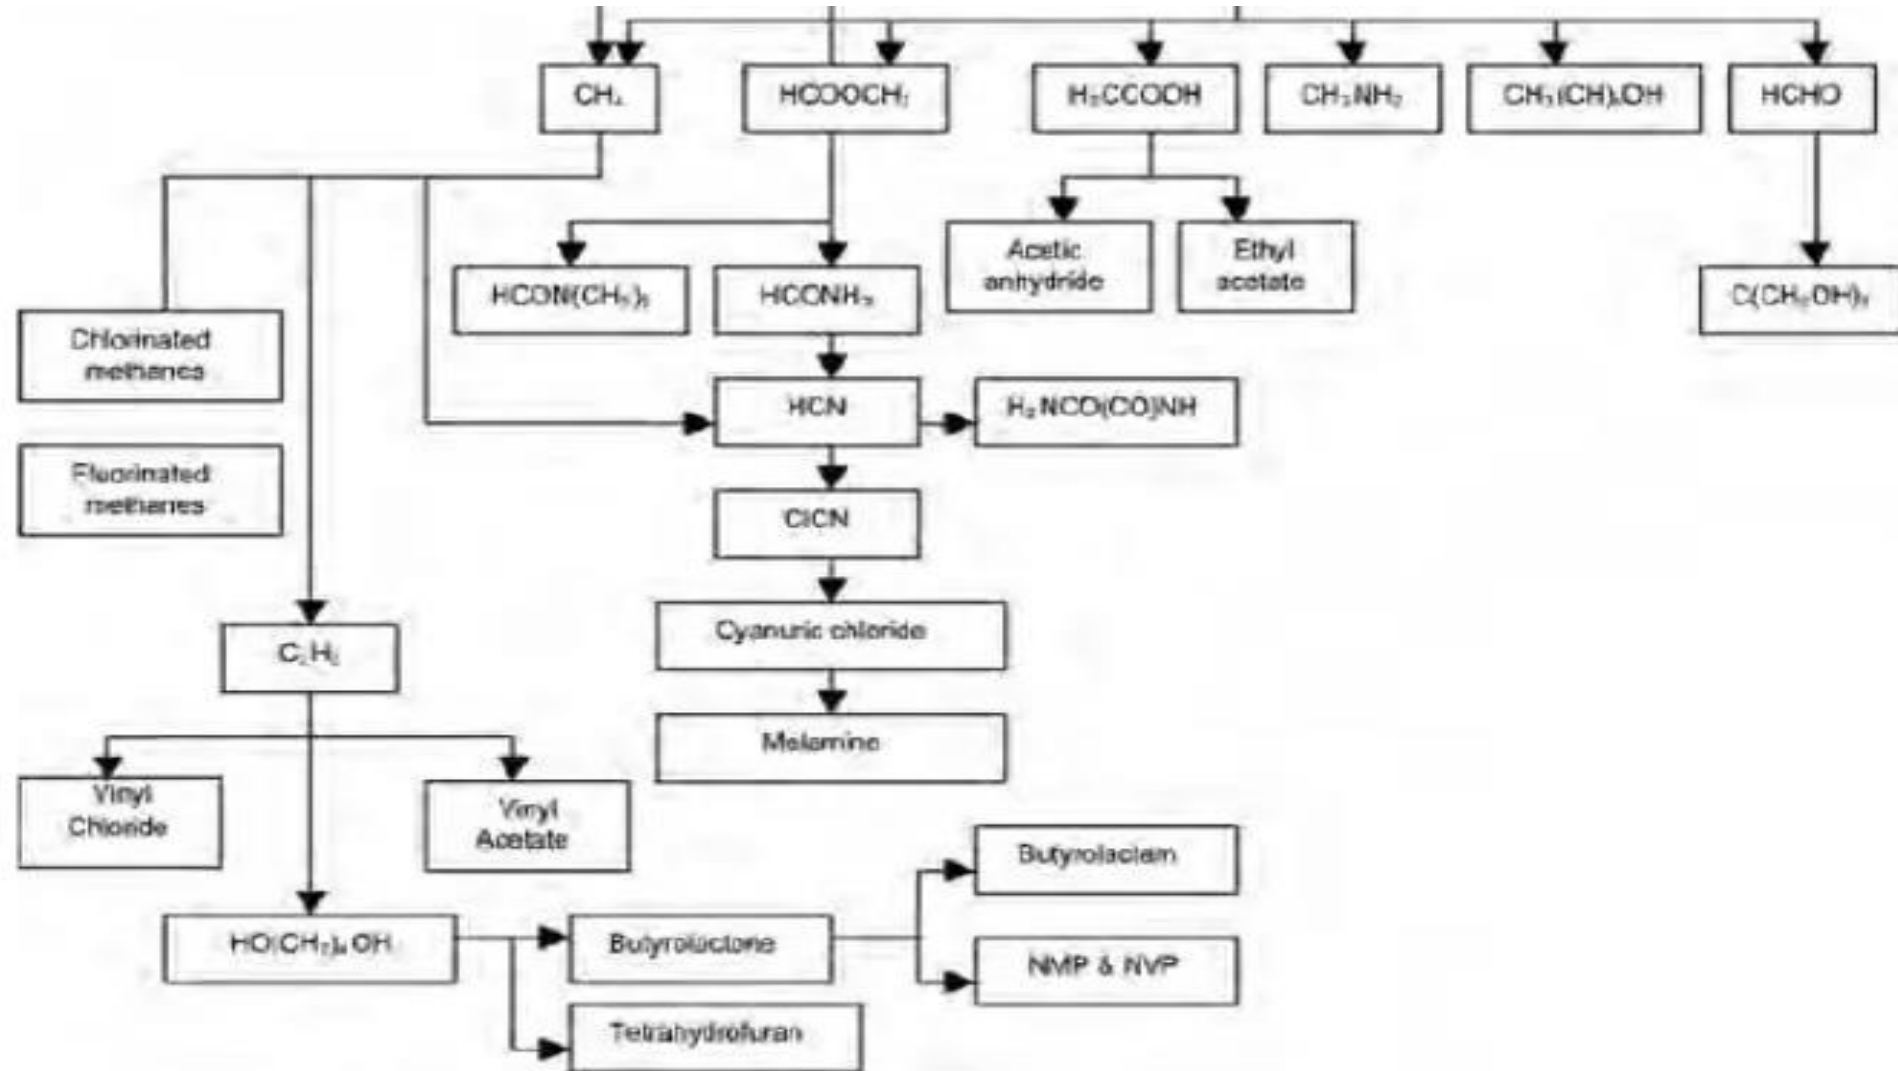 CH₄
HCOOCH₃
H₃CCOOH
CH₃NH₂
CH₃(CH)ₙOH
HCHO
Acetic
anhydride
Ethyl
acetate
HCON(CH₃)₂
HCONH₂
C(CH₂OH)₄
Chlorinated
methanes
HCN
H₂NCO(CO)NH
Fluorinated
methanes
ClCN
Cyanuric chloride
C₂H₂
Melamine
Vinyl
Chloride
Vinyl
Acetate
Butyrolactam
HO(CH₂)₄OH
Butyrolactone
NMP & NVP
Tetrahydrofuran